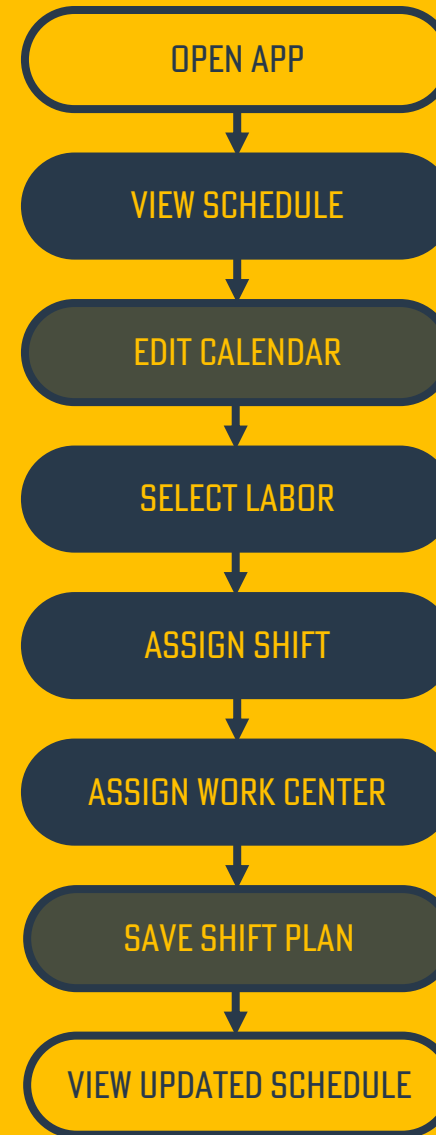 OPEN APP
VIEW SCHEDULE
EDIT CALENDAR
SELECT LABOR
ASSIGN SHIFT
ASSIGN WORK CENTER
SAVE SHIFT PLAN
VIEW UPDATED SCHEDULE